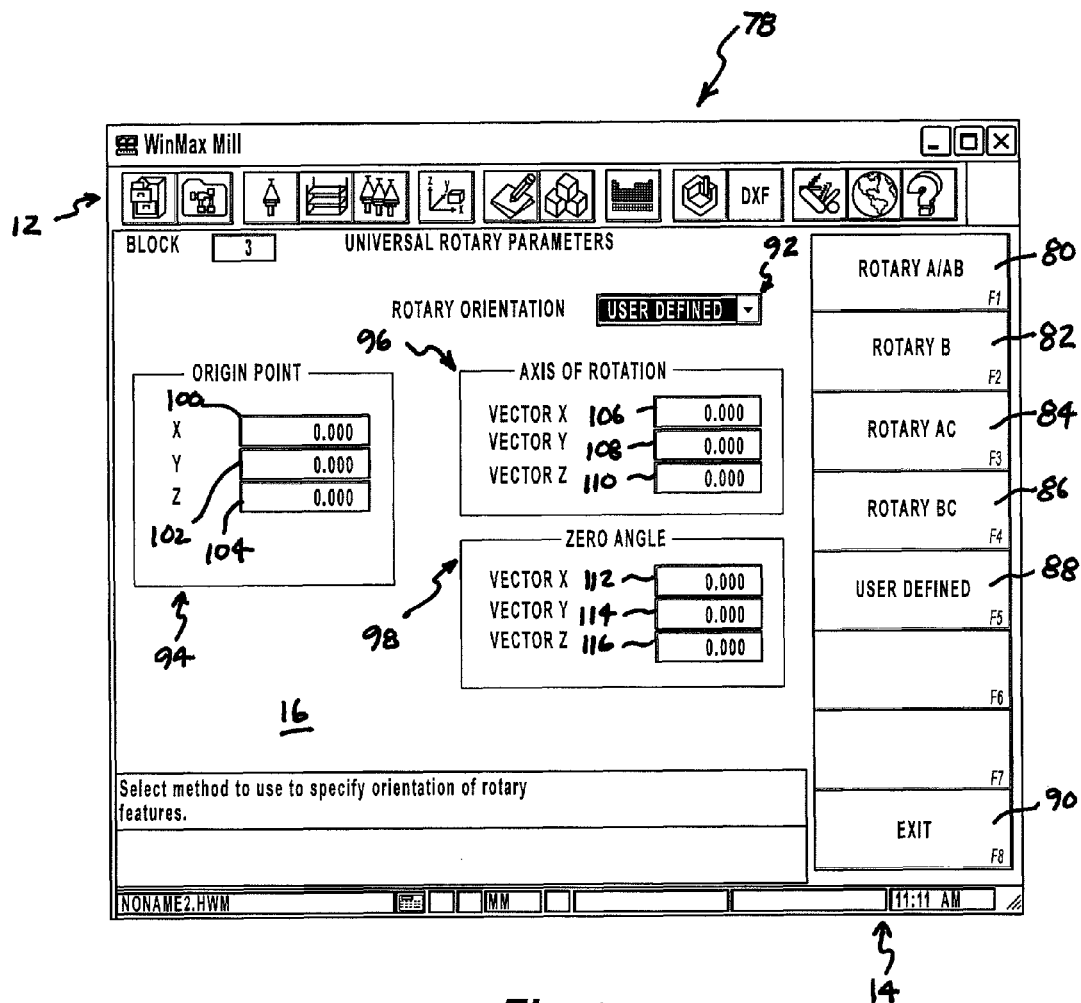 78
WinMax Mill
12
DXF
BLOCK 3 UNIVERSAL ROTARY PARAMETERS
92
ROTARY ORIENTATION USER DEFINED
96
ORIGIN POINT
100
X 0.000
Y 0.000
Z 0.000
102
104
94
AXIS OF ROTATION
VECTOR X 106 0.000
VECTOR Y 108 0.000
VECTOR Z 110 0.000
ZERO ANGLE
VECTOR X 112 0.000
VECTOR Y 114 0.000
VECTOR Z 116 0.000
98
16
ROTARY A/AB F1 80
ROTARY B F2 82
ROTARY AC F3 84
ROTARY BC F4 86
USER DEFINED F5 88
F6
F7
EXIT F8 90
Select method to use to specify orientation of rotary
features.
NONAME2.HWM MM 11:11 AM
14